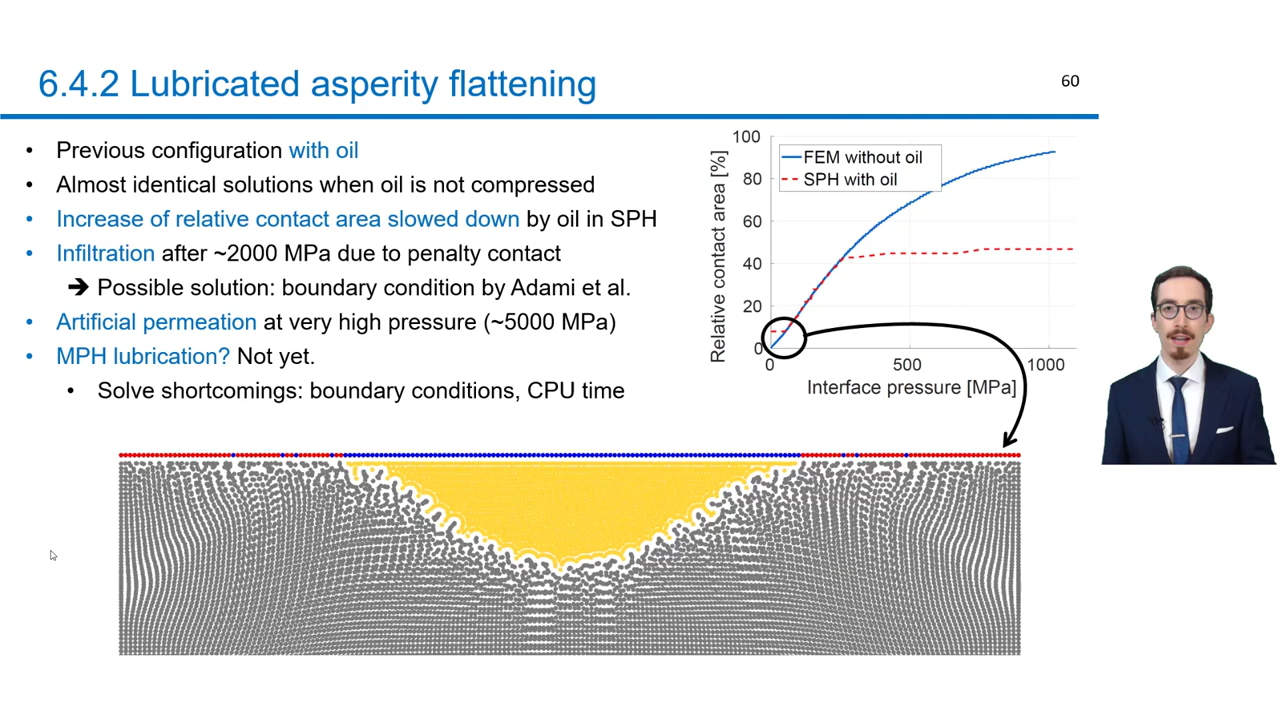 6.4.2 Lubricated asperity flattening
60
• Previous configuration with oil
• Almost identical solutions when oil is not compressed
• Increase of relative contact area slowed down by oil in SPH
• Infiltration after ~2000 MPa due to penalty contact
➔ Possible solution: boundary condition by Adami et al.
• Artificial permeation at very high pressure (~5000 MPa)
• MPH lubrication? Not yet.
• Solve shortcomings: boundary conditions, CPU time
Relative contact area [%]
100
80
60
40
20
0
FEM without oil
SPH with oil
0 500 1000
Interface pressure [MPa]